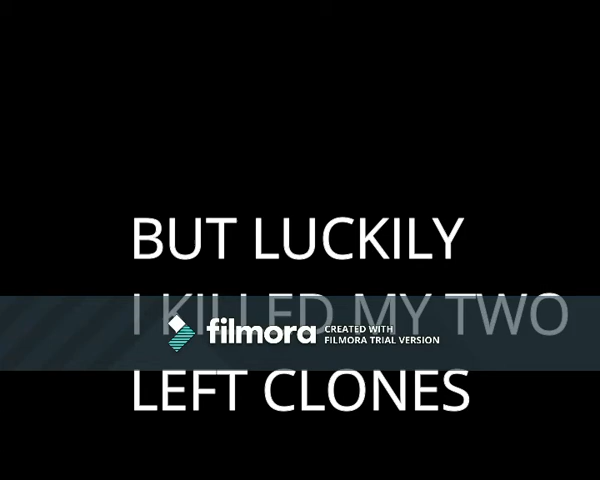 BUT LUCKILY
I KILLED MY TWO
filmora CREATED WITH
FILMORA TRIAL VERSION
LEFT CLONES